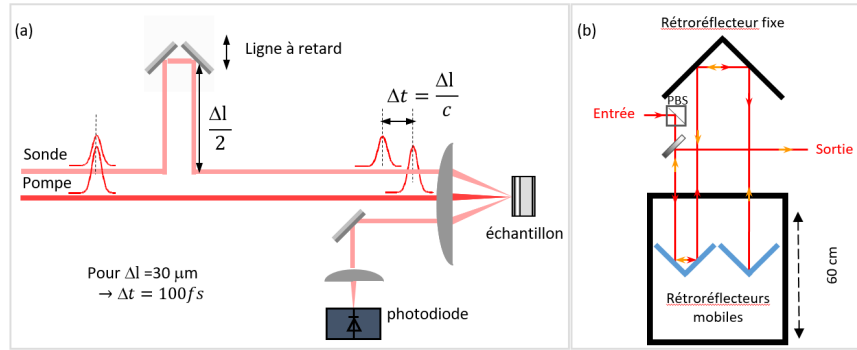 (a)
Ligne à retard
Δl
2
Δt = Δl
c
Sonde
Pompe
échantillon
Pour Δl =30 μm
→ Δt = 100fs
photodiode
(b)
Rétroréflecteur fixe
PBS
Entrée
Sortie
60 cm
Rétroréflecteurs
mobiles